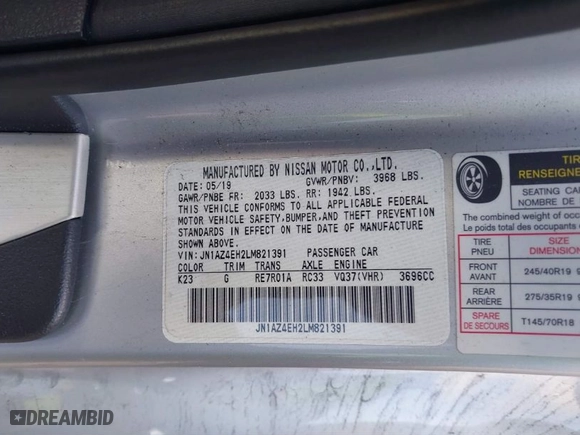 MANUFACTURED BY NISSAN MOTOR CO.,LTD.
DATE: 05/19 GVWR/PNBV: 3968 LBS.
GAWR/PNBE FR: 2033 LBS. RR: 1942 LBS.
THIS VEHICLE CONFORMS TO ALL APPLICABLE FEDERAL
MOTOR VEHICLE SAFETY,BUMPER,AND THEFT PREVENTION
STANDARDS IN EFFECT ON THE DATE OF MANUFACTURE
SHOWN ABOVE.
VIN:JN1AZ4EH2LM821391 PASSENGER CAR
COLOR TRIM TRANS AXLE ENGINE
K23 G RE7R01A RC33 VQ37(VHR) 3696CC
JN1AZ4EH2LM821391
TIRE
RENSEIGNEME
SEATING CA
NOMBRE DE
The combined weight of occup
Le poids total des occupants
TIRE
PNEU
SIZE
DIMENSION
FRONT
AVANT
245/40R19 9
REAR
ARRIÈRE
275/35R19 9
SPARE
DE SECOURS
T145/70R18
DREAMBID